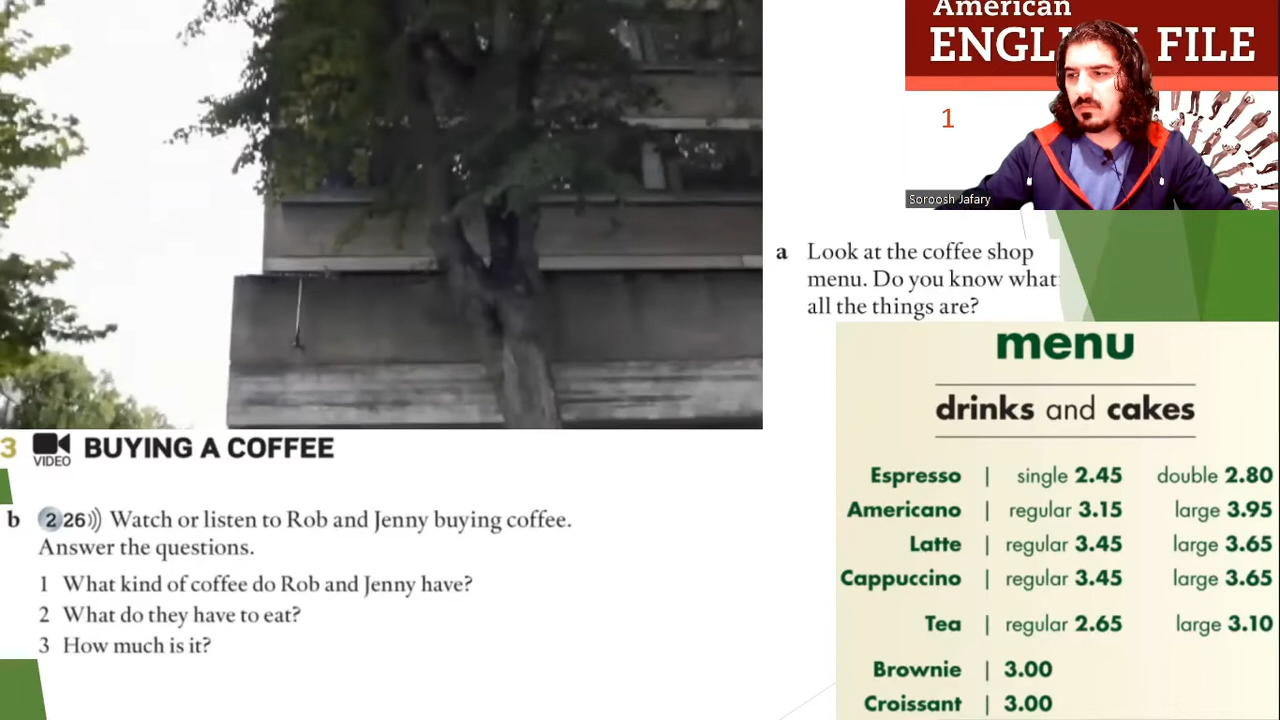 American
ENGL FILE
1
Soroosh Jafary
a Look at the coffee shop
menu. Do you know what
all the things are?
menu
drinks and cakes
Espresso | single 2.45 double 2.80
Americano | regular 3.15 large 3.95
Latte | regular 3.45 large 3.65
Cappuccino | regular 3.45 large 3.65
Tea | regular 2.65 large 3.10
Brownie | 3.00
Croissant | 3.00
3 VIDEO BUYING A COFFEE
b 2 26)) Watch or listen to Rob and Jenny buying coffee.
Answer the questions.
1 What kind of coffee do Rob and Jenny have?
2 What do they have to eat?
3 How much is it?